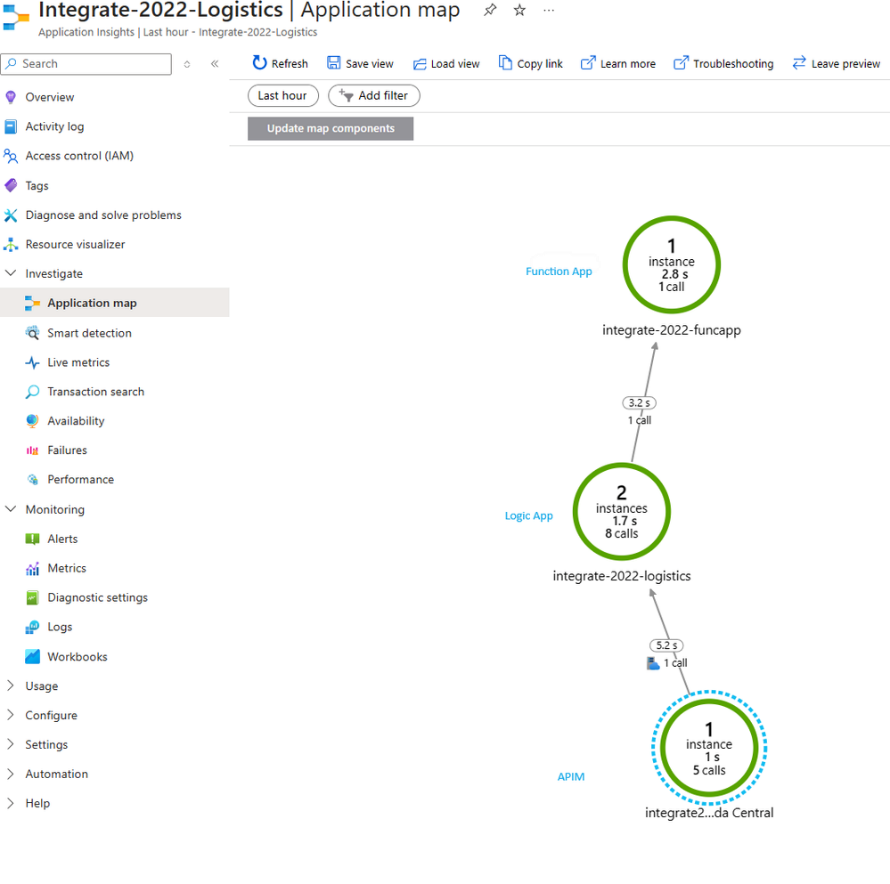 Integrate-2022-Logistics | Application map
Application Insights | Last hour - Integrate-2022-Logistics
Search
Refresh
Save view
Load view
Copy link
Learn more
Troubleshooting
Leave preview
Last hour
Add filter
Update map components
Overview
Activity log
Access control (IAM)
Tags
Diagnose and solve problems
Resource visualizer
Investigate
Application map
Smart detection
Live metrics
Transaction search
Availability
Failures
Performance
Monitoring
Alerts
Metrics
Diagnostic settings
Logs
Workbooks
Usage
Configure
Settings
Automation
Help
Function App
1
instance
2.8 s
1 call
integrate-2022-funcapp
3.2 s
1 call
Logic App
2
instances
1.7 s
8 calls
integrate-2022-logistics
5.2 s
1 call
APIM
1
instance
1 s
5 calls
integrate2...da Central